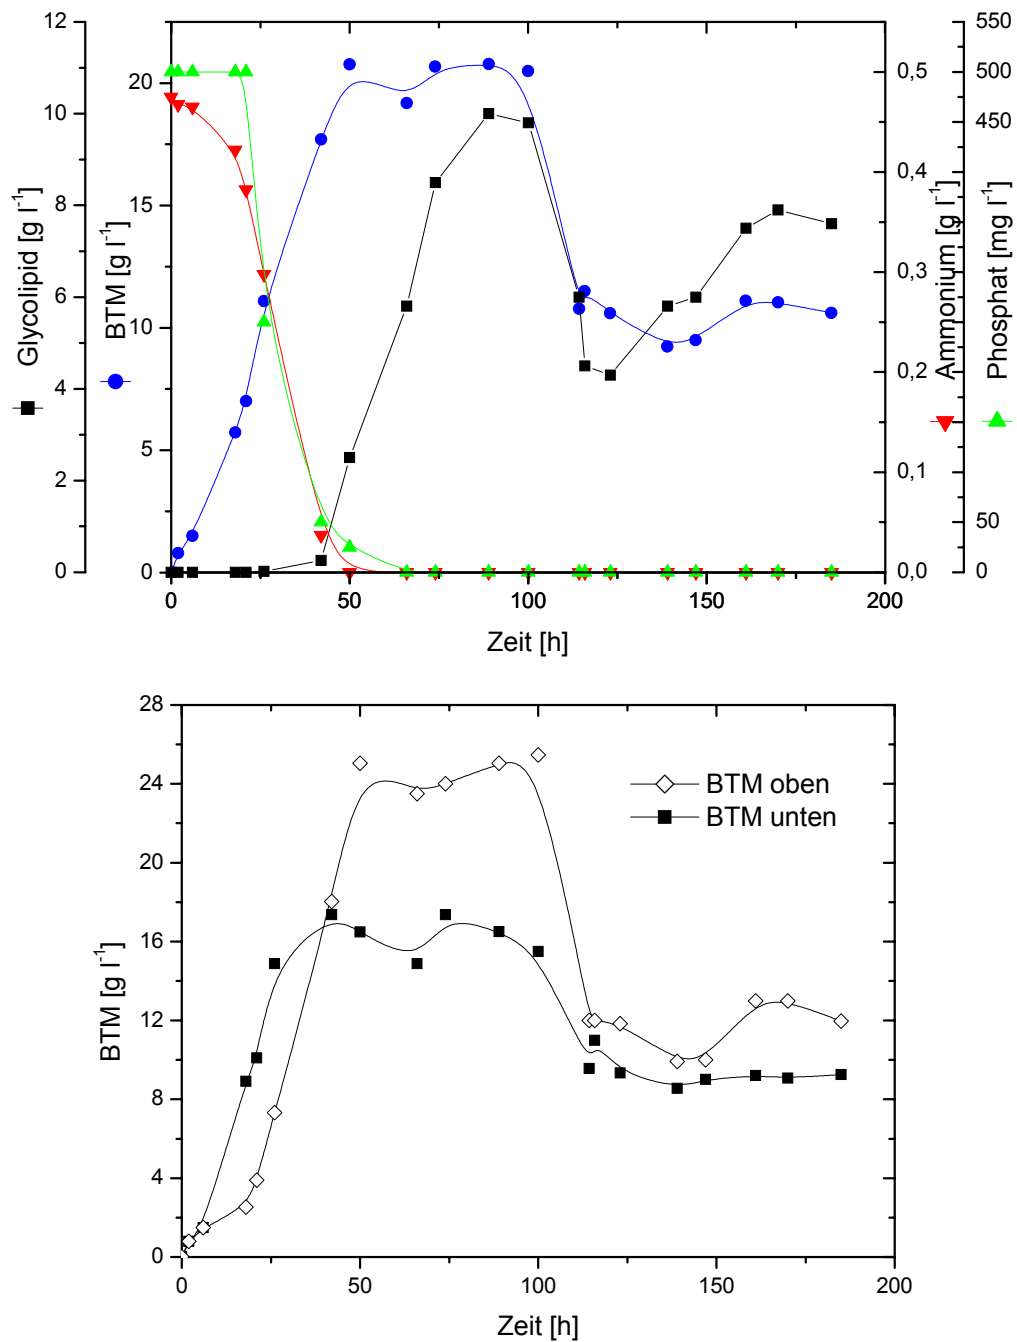 12
10
8
6
4
2
0
Glycolipid [g l⁻¹]
20
15
10
5
0
BTM [g l⁻¹]
0,5
0,4
0,3
0,2
0,1
0,0
Ammonium [g l⁻¹]
550
500
450
50
0
Phosphat [mg l⁻¹]
0 50 100 150 200
Zeit [h]
28
24
20
16
12
8
4
0
BTM [g l⁻¹]
BTM oben
BTM unten
0 50 100 150 200
Zeit [h]